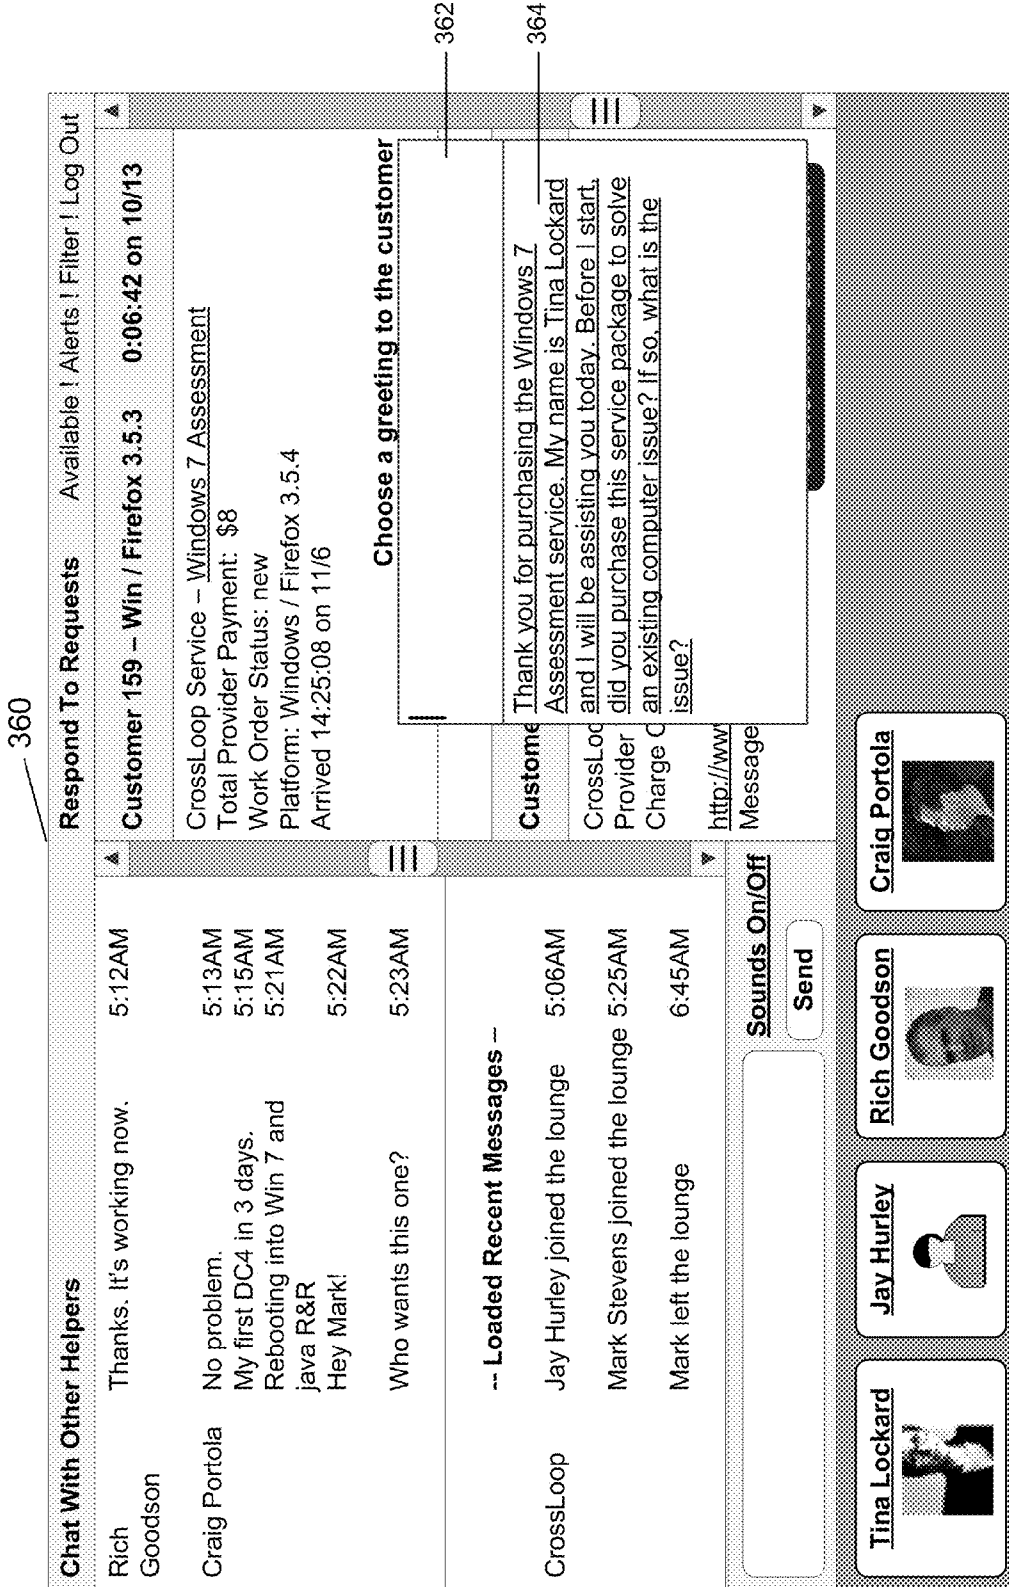 360
Chat With Other Helpers
Rich Thanks. It's working now. 5:12AM
Goodson
Craig Portola No problem. 5:13AM
My first DC4 in 3 days. 5:15AM
Rebooting into Win 7 and 5:21AM
java R&R
Hey Mark! 5:22AM
Who wants this one? 5:23AM
-- Loaded Recent Messages --
CrossLoop Jay Hurley joined the lounge 5:06AM
Mark Stevens joined the lounge 5:25AM
Mark left the lounge 6:45AM
Sounds On/Off
Send
Respond To Requests Available ! Alerts ! Filter ! Log Out
Customer 159 – Win / Firefox 3.5.3 0:06:42 on 10/13
CrossLoop Service – Windows 7 Assessment
Total Provider Payment: $8
Work Order Status: new
Platform: Windows / Firefox 3.5.4
Arrived 14:25:08 on 11/6
Choose a greeting to the customer
362
Thank you for purchasing the Windows 7
Assessment service. My name is Tina Lockard
and I will be assisting you today. Before I start,
did you purchase this service package to solve
an existing computer issue? If so, what is the
issue?
364
Custome
CrossLoo
Provider
Charge C
http://ww
Message
Tina Lockard
Jay Hurley
Rich Goodson
Craig Portola